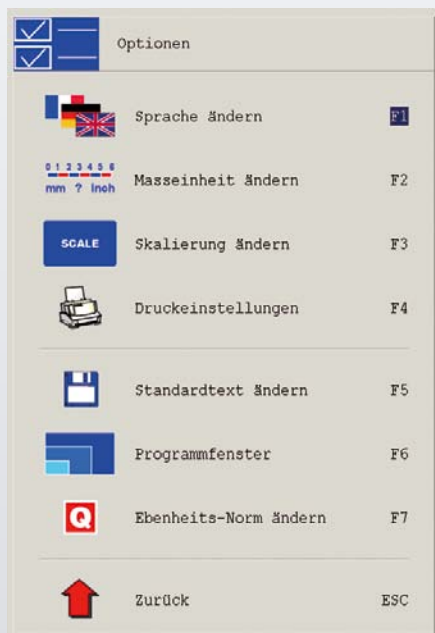 Optionen
Sprache ändern F1
0 1 2 3 4 5 6
mm ? Inch
Masseinheit ändern F2
SCALE Skalierung ändern F3
Druckeinstellungen F4
Standardtext ändern F5
Programmfenster F6
Q Ebenheits-Norm ändern F7
Zurück ESC